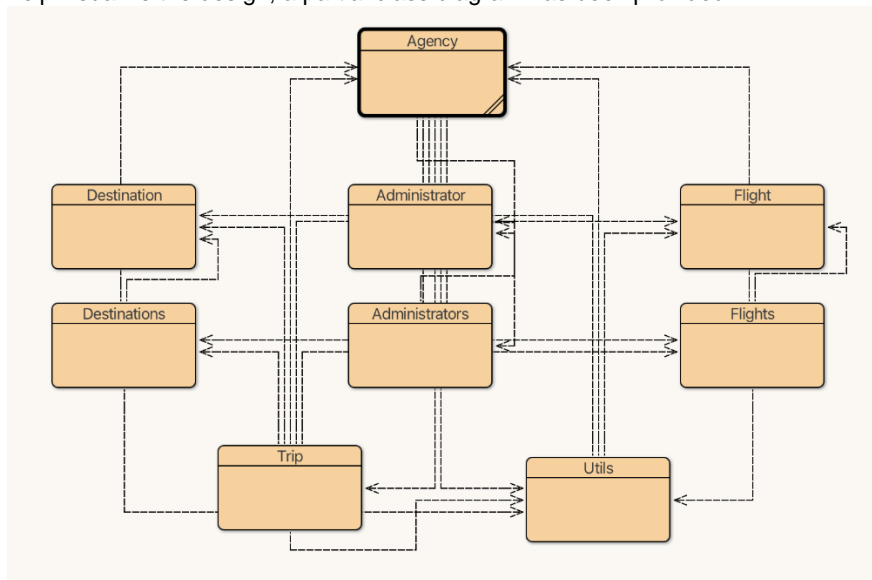 Agency
Destination Administrator Flight
Destinations Administrators Flights
Trip
Utils